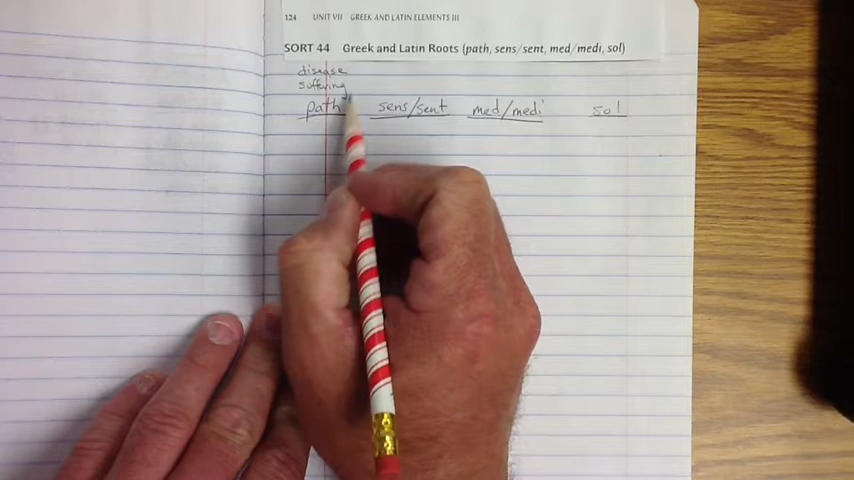 124 UNIT VII GREEK AND LATIN ELEMENTS III
SORT 44 Greek and Latin Roots (path, sens/sent, med/medi, sol)
disease
suffering
path sens/sent med/medi sol